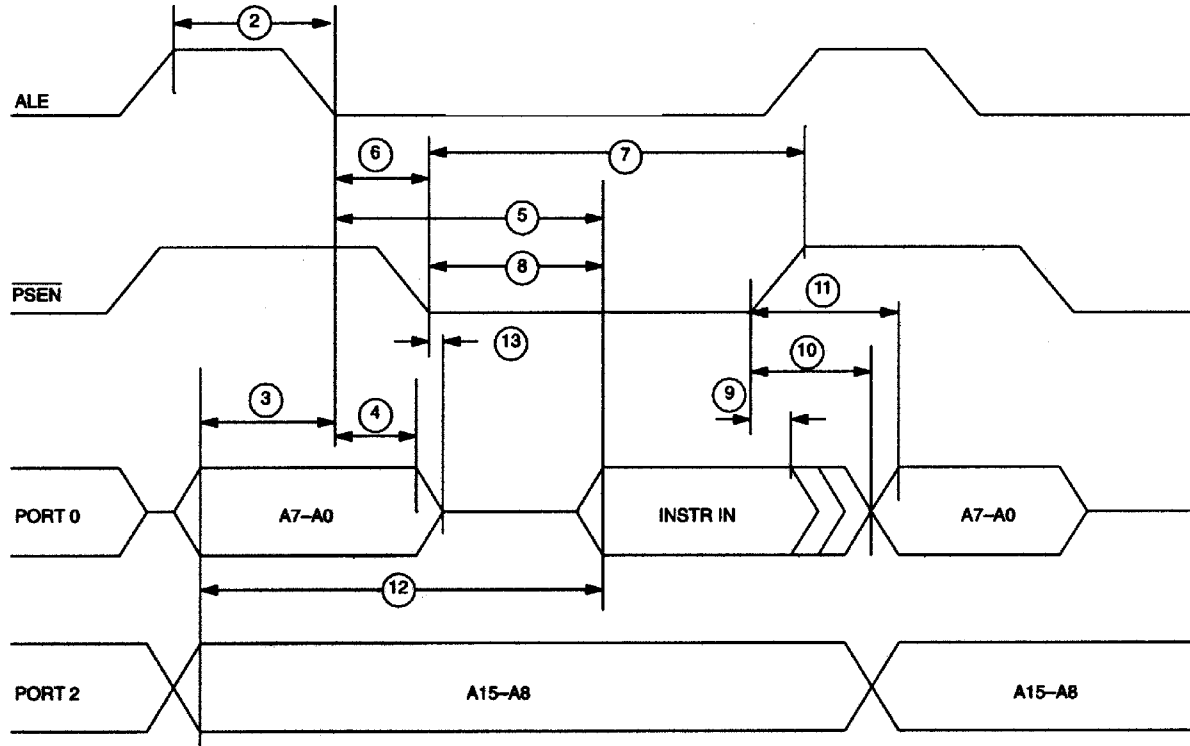 2
ALE
6
7
5
8
PSEN
11
13
10
9
3
4
PORT 0
A7–A0
INSTR IN
A7–A0
12
PORT 2
A15–A8
A15–A8